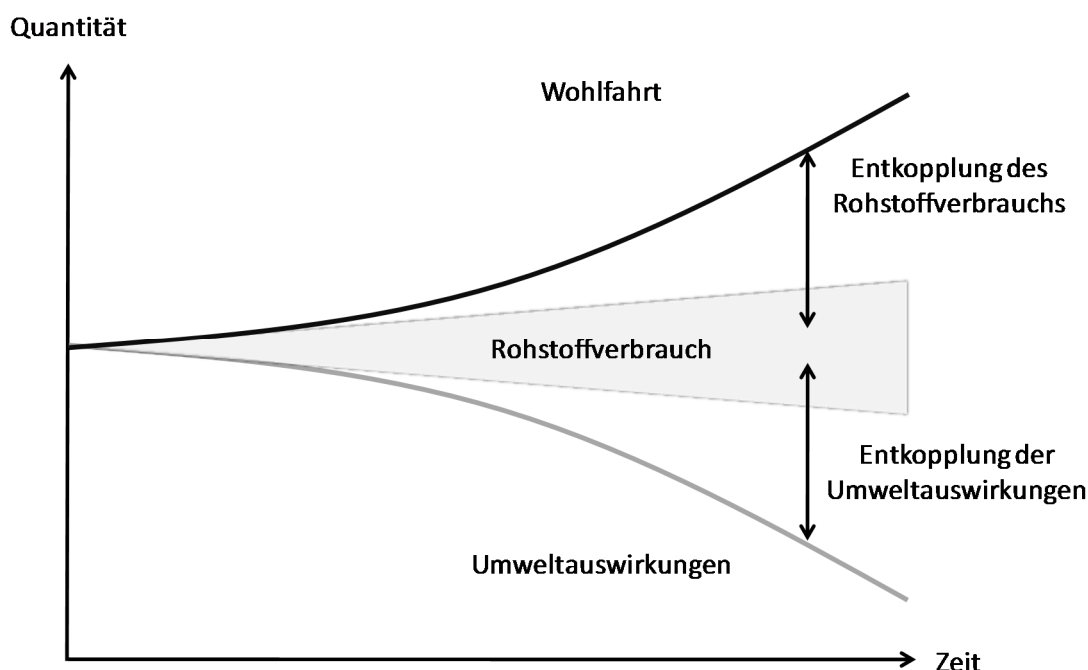 Quantität
Wohlfahrt
Entkopplung des
Rohstoffverbrauchs
Rohstoffverbrauch
Entkopplung der
Umweltauswirkungen
Umweltauswirkungen
Zeit